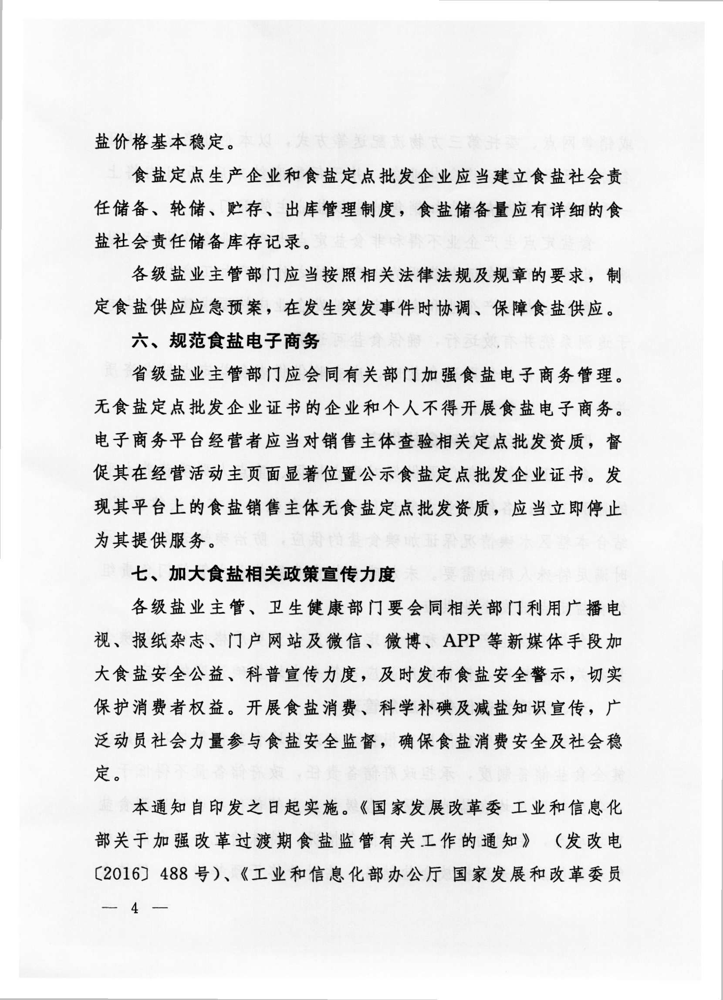 盐价格基本稳定。
食盐定点生产企业和食盐定点批发企业应当建立食盐社会责
任储备、轮储、贮存、出库管理制度，食盐储备量应有详细的食
盐社会责任储备库存记录。
各级盐业主管部门应当按照相关法律法规及规章的要求，制
定食盐供应应急预案，在发生突发事件时协调、保障食盐供应。
六、规范食盐电子商务
省级盐业主管部门应会同有关部门加强食盐电子商务管理。
无食盐定点批发企业证书的企业和个人不得开展食盐电子商务。
电子商务平台经营者应当对销售主体查验相关定点批发资质，督
促其在经营活动主页面显著位置公示食盐定点批发企业证书。发
现其平台上的食盐销售主体无食盐定点批发资质，应当立即停止
为其提供服务。
七、加大食盐相关政策宣传力度
各级盐业主管、卫生健康部门要会同相关部门利用广播电
视、报纸杂志、门户网站及微信、微博、APP 等新媒体手段加
大食盐安全公益、科普宣传力度，及时发布食盐安全警示，切实
保护消费者权益。开展食盐消费、科学补碘及减盐知识宣传，广
泛动员社会力量参与食盐安全监督，确保食盐消费安全及社会稳
定。
本通知自印发之日起实施。《国家发展改革委 工业和信息化
部关于加强改革过渡期食盐监管有关工作的通知》（发改电
〔2016〕488 号）、《工业和信息化部办公厅 国家发展和改革委员
— 4 —